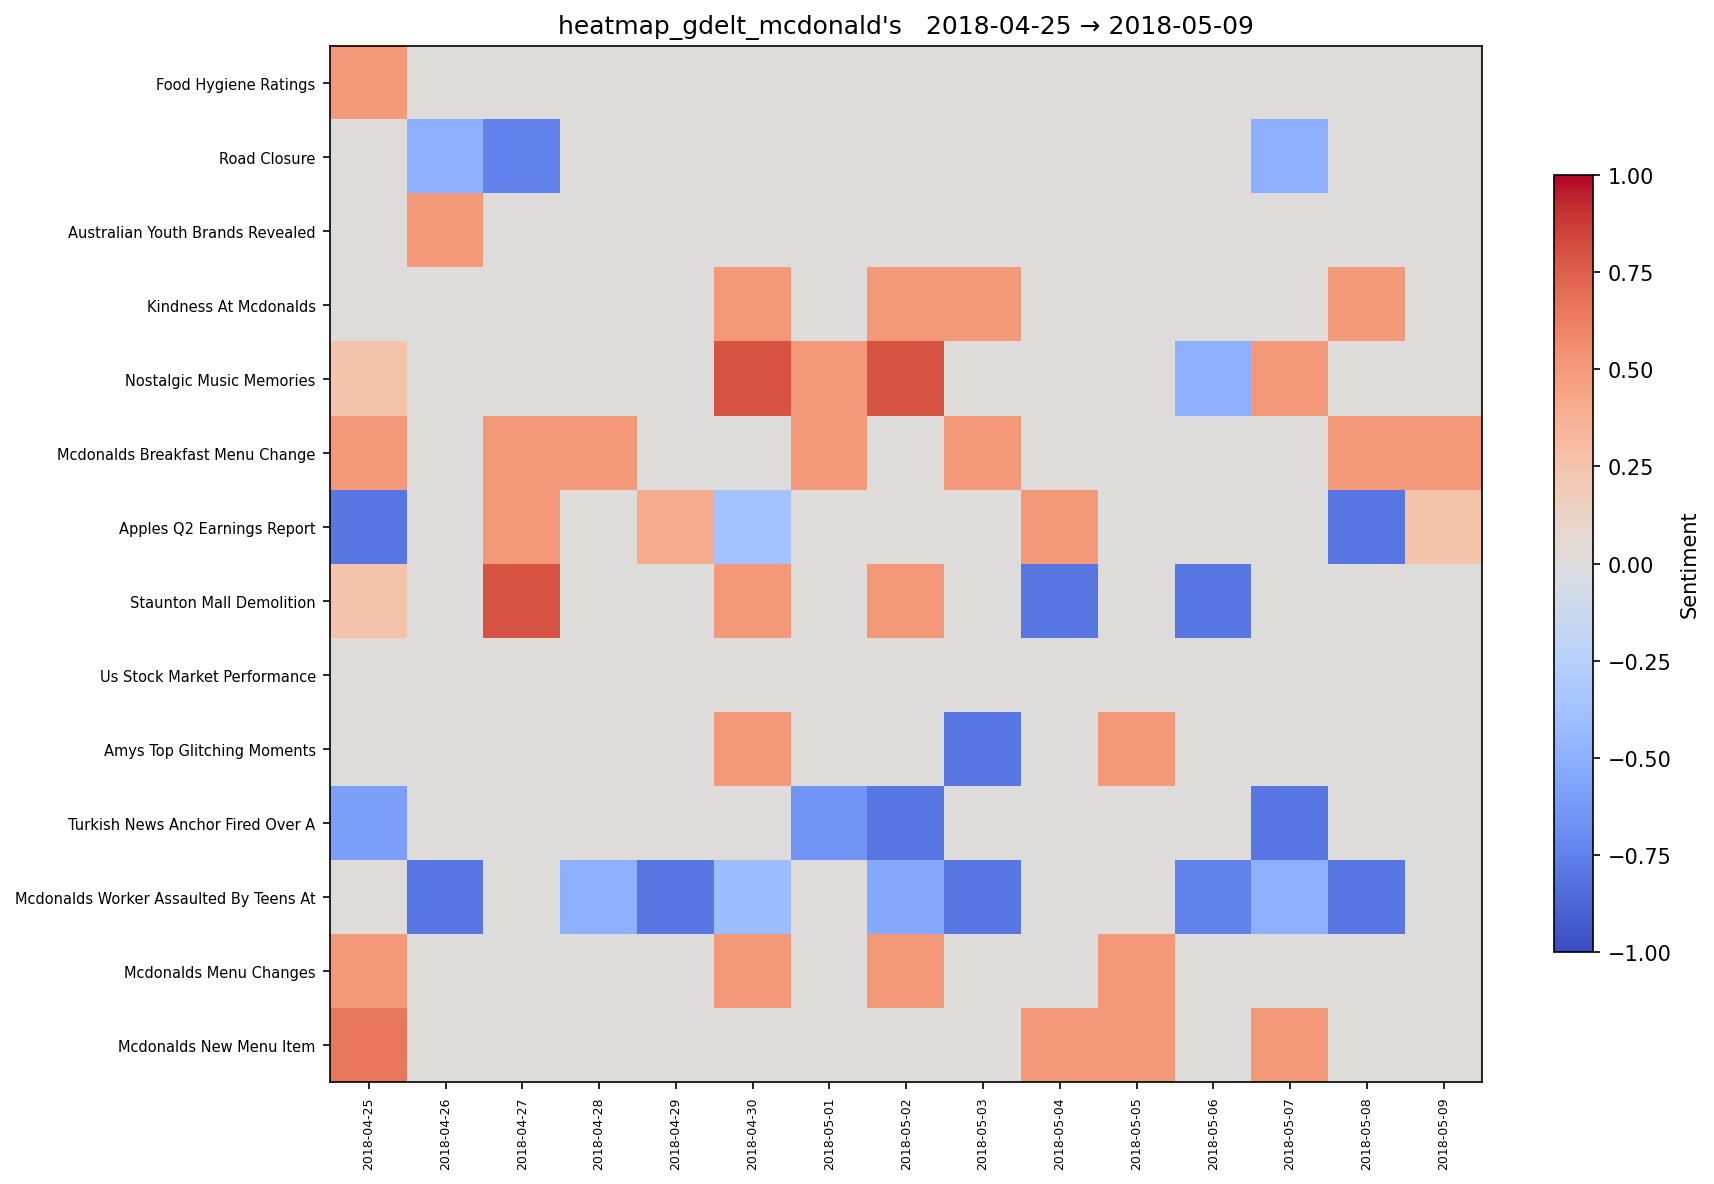 heatmap_gdelt_mcdonald's   2018-04-25 → 2018-05-09
Food Hygiene Ratings
Road Closure
Australian Youth Brands Revealed
Kindness At Mcdonalds
Nostalgic Music Memories
Mcdonalds Breakfast Menu Change
Apples Q2 Earnings Report
Staunton Mall Demolition
Us Stock Market Performance
Amys Top Glitching Moments
Turkish News Anchor Fired Over A
Mcdonalds Worker Assaulted By Teens At
Mcdonalds Menu Changes
Mcdonalds New Menu Item
2018-04-25
2018-04-26
2018-04-27
2018-04-28
2018-04-29
2018-04-30
2018-05-01
2018-05-02
2018-05-03
2018-05-04
2018-05-05
2018-05-06
2018-05-07
2018-05-08
2018-05-09
1.00
0.75
0.50
0.25
0.00
−0.25
−0.50
−0.75
−1.00
Sentiment